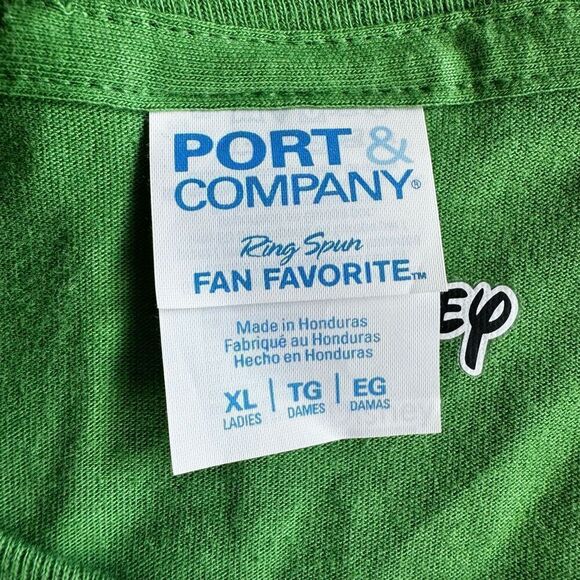 PORT &
COMPANY®
Ring Spun
FAN FAVORITE™
Made in Honduras
Fabriqué au Honduras
Hecho en Honduras
XL | TG | EG
LADIES DAMES DAMAS
ey